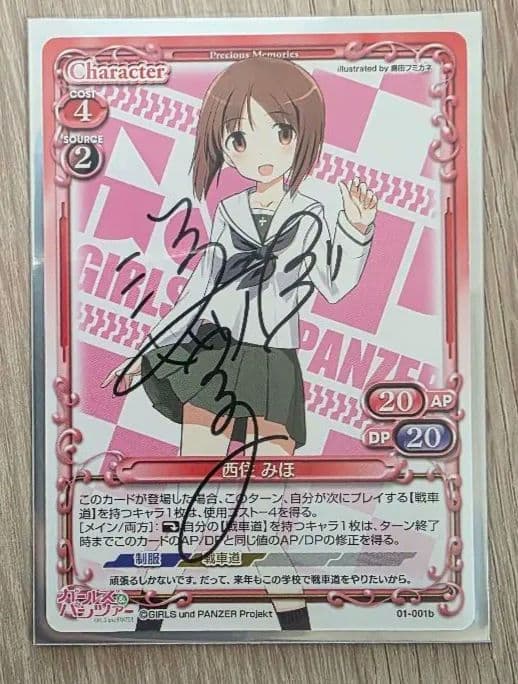 Precious Memories
Character
illustrated by 島田フミカネ
COST
4
SOURCE
2
GIRLS
PANZER
20 AP
DP 20
西住 みほ
このカードが登場した場合、このターン、自分が次にプレイする【戦車
道】を持つキャラ1枚は、使用コスト-4を得る。
[メイン/両方]：自分の【戦車道】を持つキャラ1枚は、ターン終了
時までこのカードのAP/DPと同じ値のAP/DPの修正を得る。
制服 戦車道
頑張るしかないです。だって、来年もこの学校で戦車道をやりたいから。
ガールズ&パンツァー
GIRLS und PANZER
©GIRLS und PANZER Projekt
01-001b